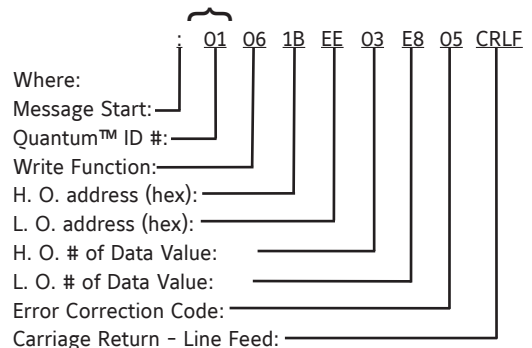 : 01 06 1B EE 03 E8 05 CRLF
Where:
Message Start:
Quantum™ ID #:
Write Function:
H. O. address (hex):
L. O. address (hex):
H. O. # of Data Value:
L. O. # of Data Value:
Error Correction Code:
Carriage Return - Line Feed: